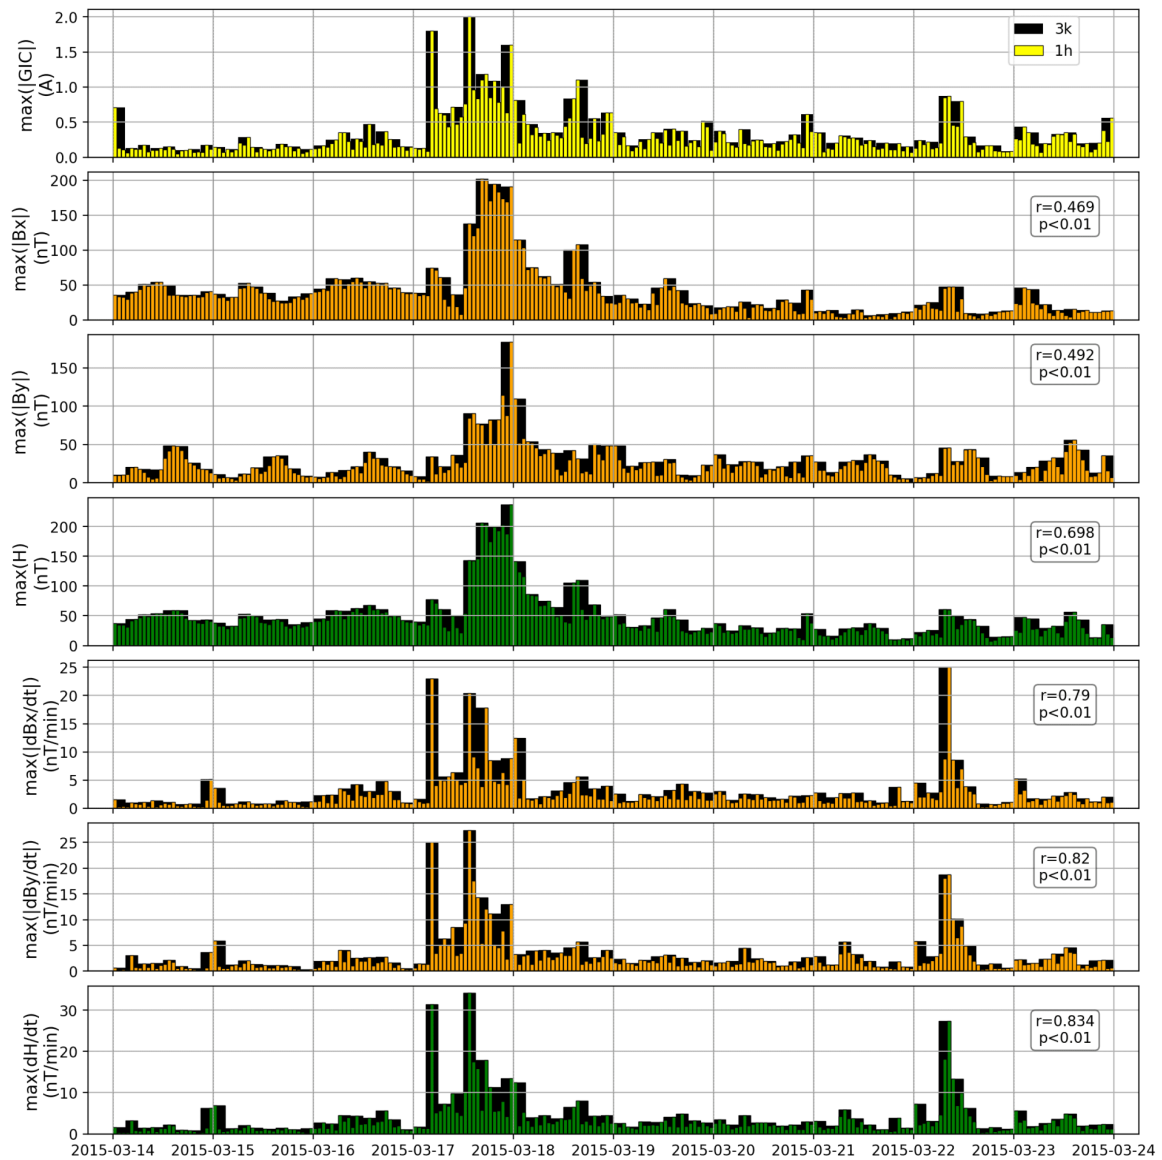 max(|GIC|)
(A)
2.0
1.5
1.0
0.5
0.0
3k
1h
max(|Bx|)
(nT)
200
150
100
50
0
r=0.469
p<0.01
max(|By|)
(nT)
150
100
50
0
r=0.492
p<0.01
max(H)
(nT)
200
150
100
50
0
r=0.698
p<0.01
max(|dBx/dt|)
(nT/min)
25
20
15
10
5
0
r=0.79
p<0.01
max(|dBy/dt|)
(nT/min)
25
20
15
10
5
0
r=0.82
p<0.01
max(dH/dt)
(nT/min)
30
20
10
0
r=0.834
p<0.01
2015-03-14 2015-03-15 2015-03-16 2015-03-17 2015-03-18 2015-03-19 2015-03-20 2015-03-21 2015-03-22 2015-03-23 2015-03-24